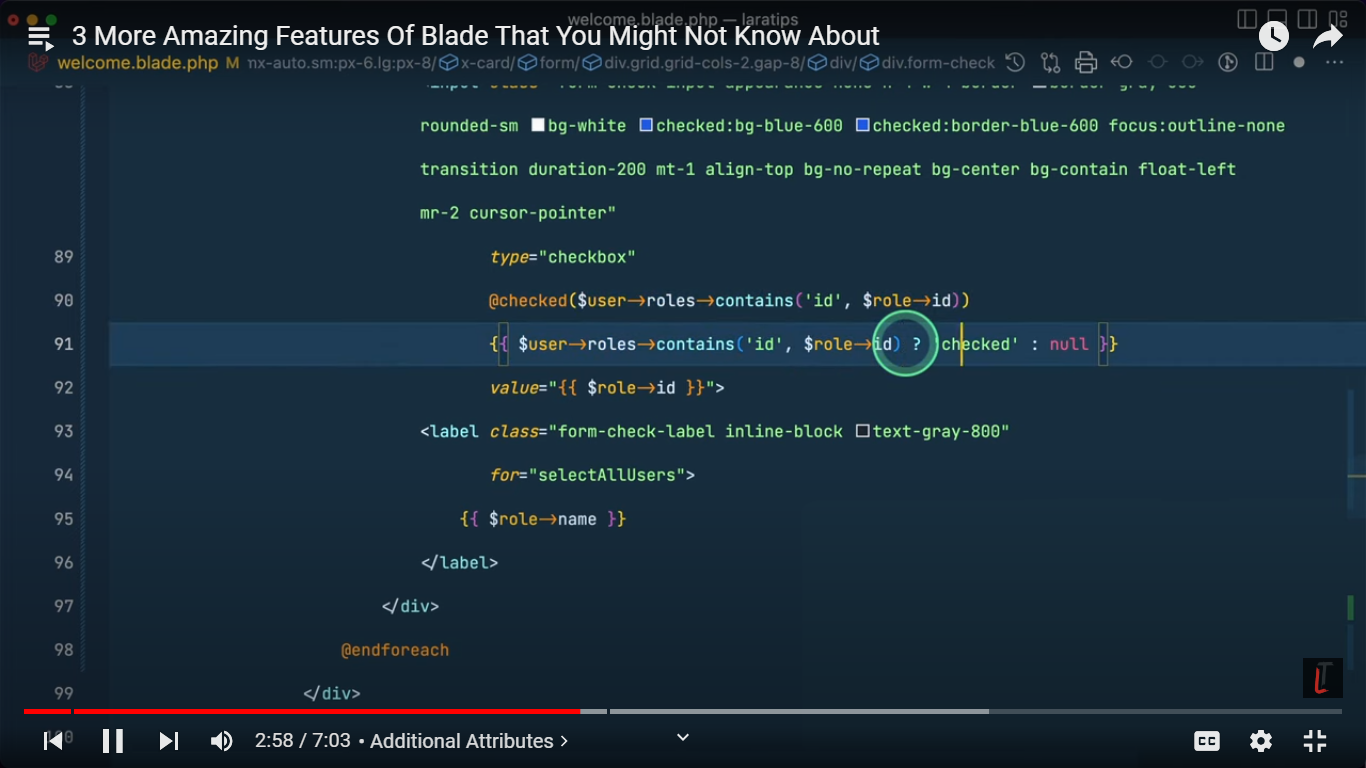 welcome.blade.php — laratips
3 More Amazing Features Of Blade That You Might Not Know About
welcome.blade.php M nx-auto.sm:px-6.lg:px-8/ x-card/ form/ div.grid.grid-cols-2.gap-8/ div/ div.form-check
rounded-sm bg-white checked:bg-blue-600 checked:border-blue-600 focus:outline-none
transition duration-200 mt-1 align-top bg-no-repeat bg-center bg-contain float-left
mr-2 cursor-pointer"
89 type="checkbox"
90 @checked($user->roles->contains('id', $role->id))
91 {{ $user->roles->contains('id', $role->id) ? 'checked' : null }}
92 value="{{ $role->id }}">
93 <label class="form-check-label inline-block text-gray-800"
94 for="selectAllUsers">
95 {{ $role->name }}
96 </label>
97 </div>
98 @endforeach
99 </div>
LT
2:58 / 7:03 • Additional Attributes >
CC